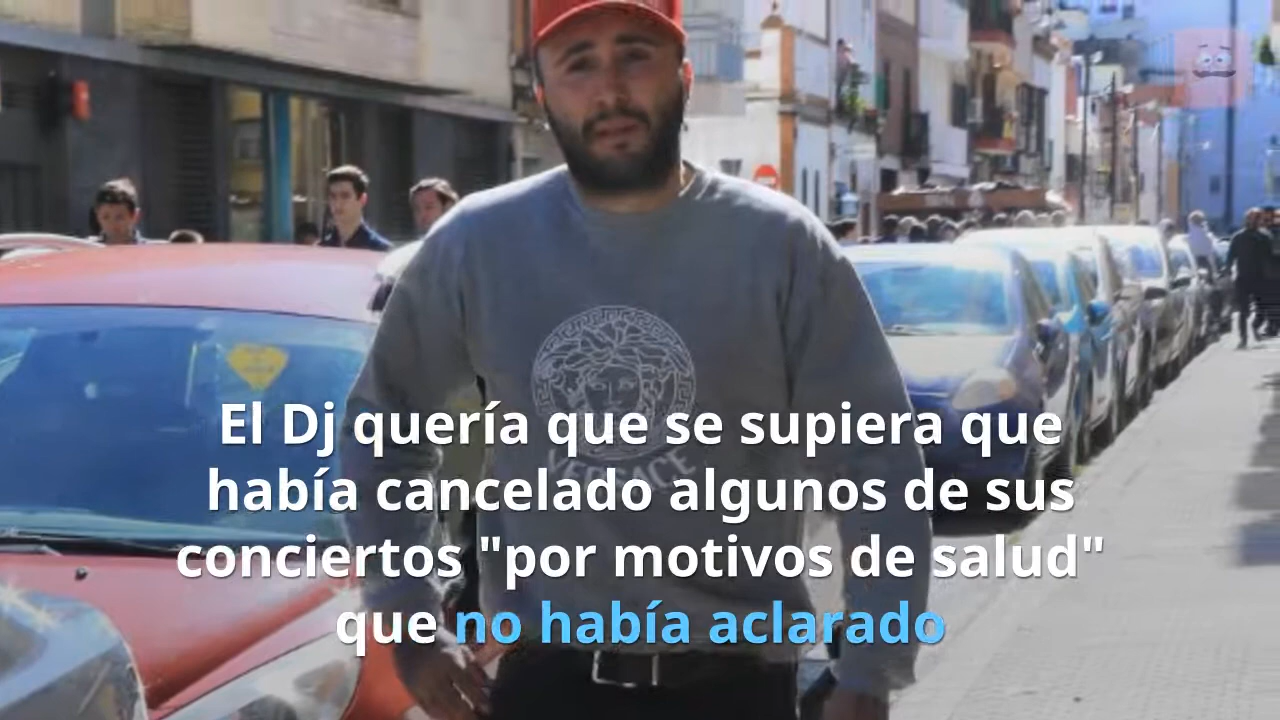 VERSACE
El Dj quería que se supiera que
había cancelado algunos de sus
conciertos "por motivos de salud"
que no había aclarado